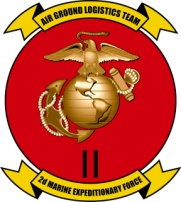 AIR GROUND LOGISTICS TEAM
II
2d MARINE EXPEDITIONARY FORCE